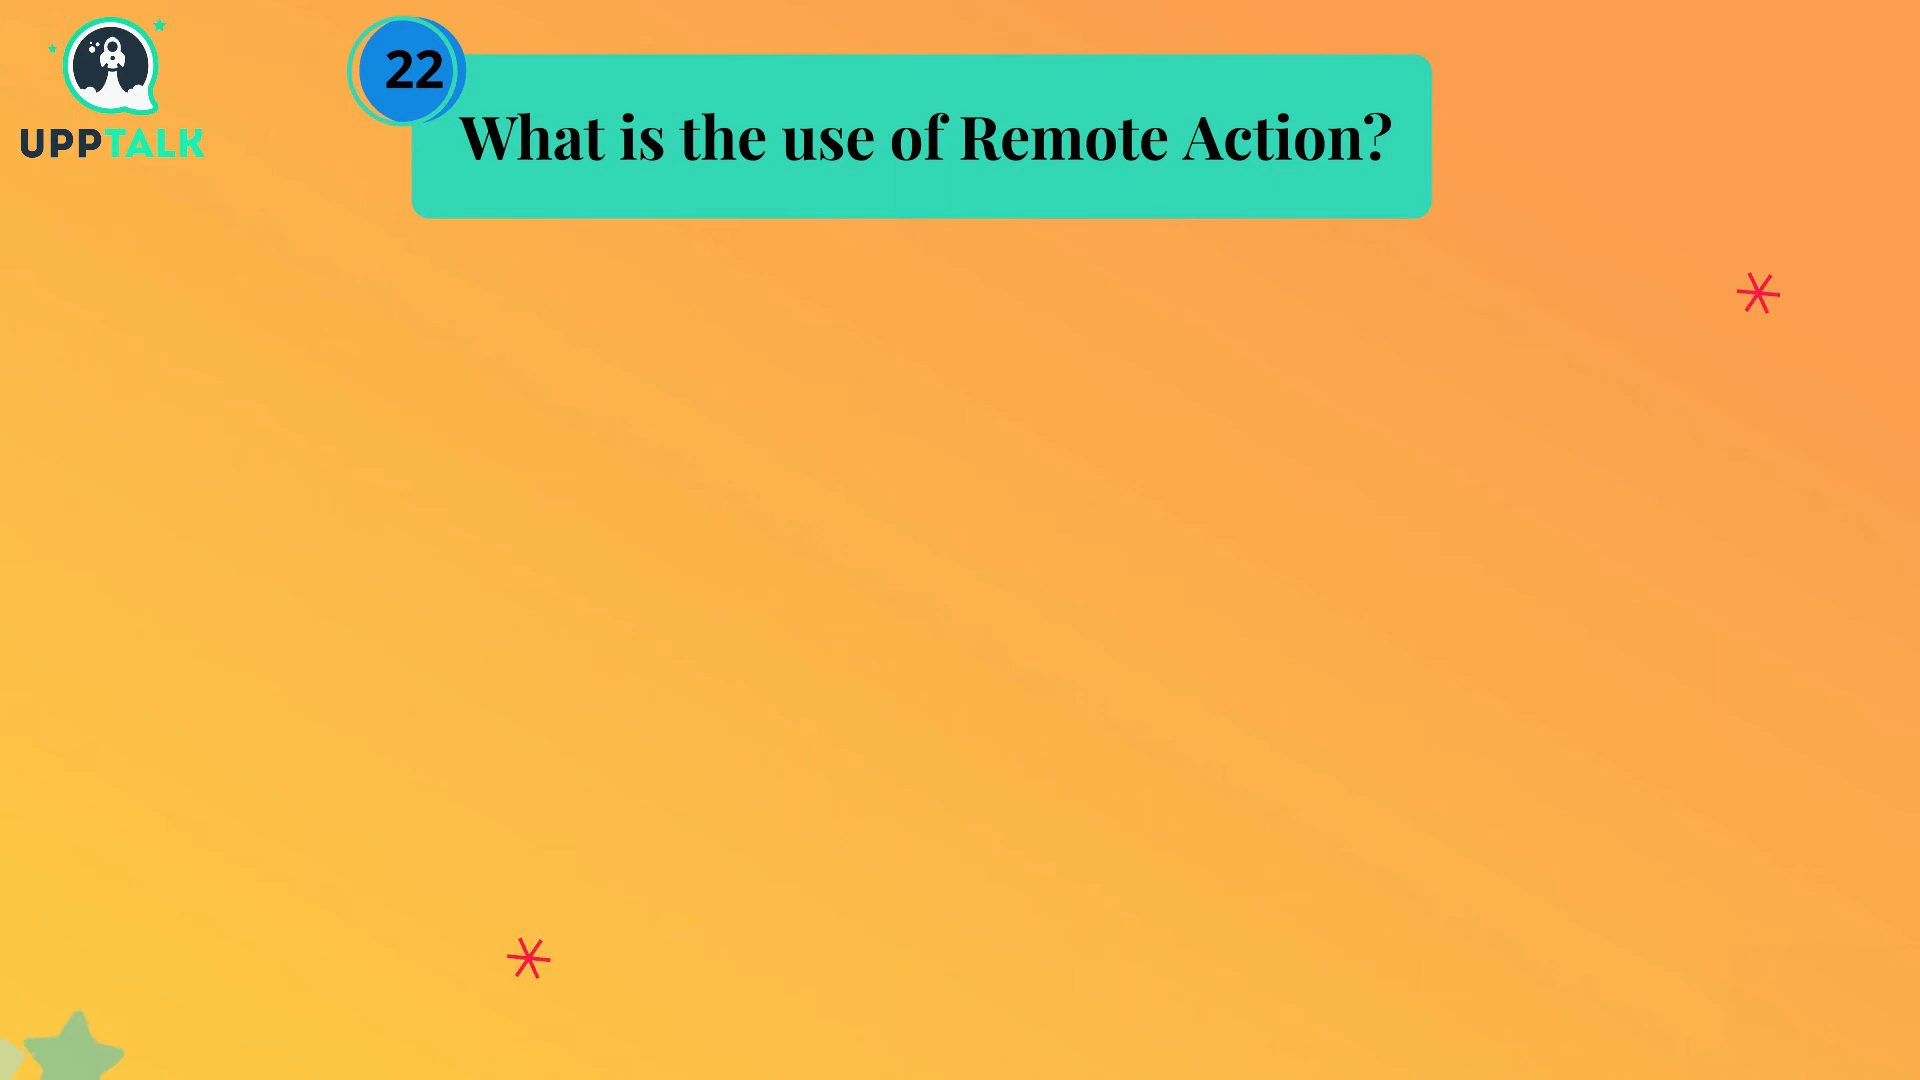 UPPTALK
22
What is the use of Remote Action?